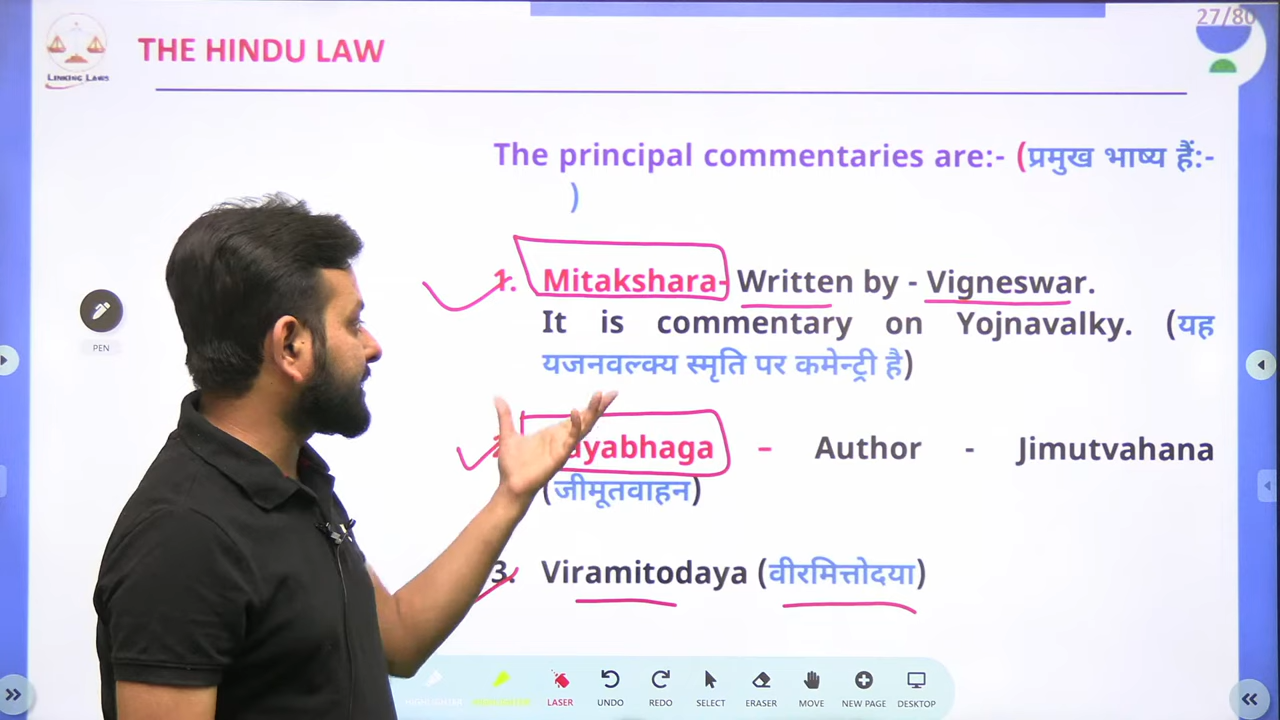 27/80
THE HINDU LAW
LINKING LAWS
The principal commentaries are:- (प्रमुख भाष्य हैं:-
)
1. Mitakshara- Written by - Vigneswar.
It is commentary on Yojnavalky. (यह
यजनवल्क्य स्मृति पर कमेन्ट्री है)
PEN
ayabhaga – Author - Jimutvahana
(जीमूतवाहन)
3. Viramitodaya (वीरमित्तोदया)
HIGHLIGHTER
LASER
UNDO
REDO
SELECT
ERASER
MOVE
NEW PAGE
DESKTOP